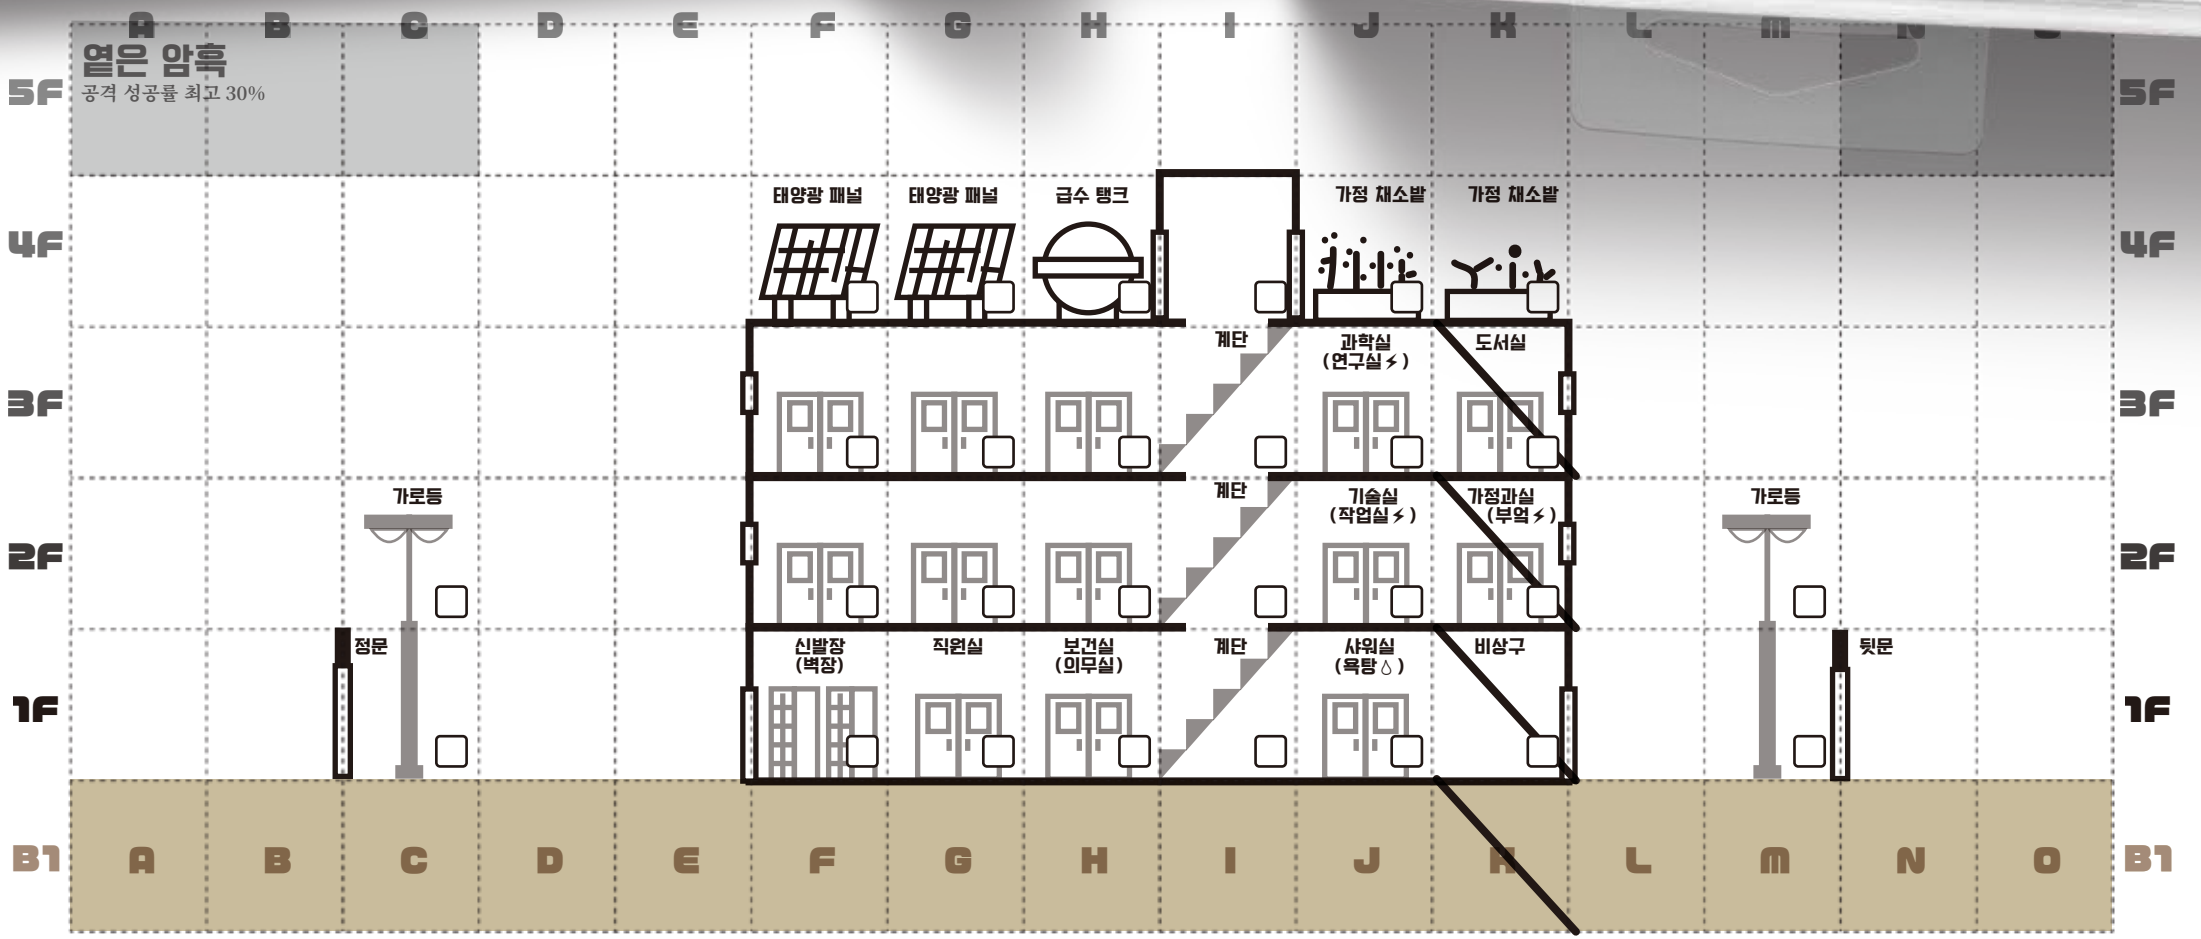 A B C D E F G H I J K L M N O
옅은 암흑
공격 성공률 최고 30%
5F 5F
태양광 패널 태양광 패널 급수 탱크 가정 채소밭 가정 채소밭
4F 4F
계단 과학실 도서실
(연구실⚡)
3F 3F
가로등 계단 기술실 가정과실 가로등
(작업실⚡) (부엌⚡)
2F 2F
정문 신발장 직원실 보건실 계단 샤워실 비상구 뒷문
(벽장) (의무실) (욕탕💧)
1F 1F
B1 A B C D E F G H I J K L M N O B1